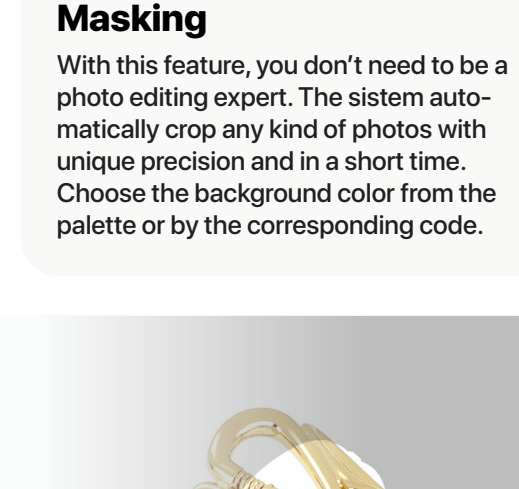 Masking
With this feature, you don't need to be a
photo editing expert. The sistem auto-
matically crop any kind of photos with
unique precision and in a short time.
Choose the background color from the
palette or by the corresponding code.